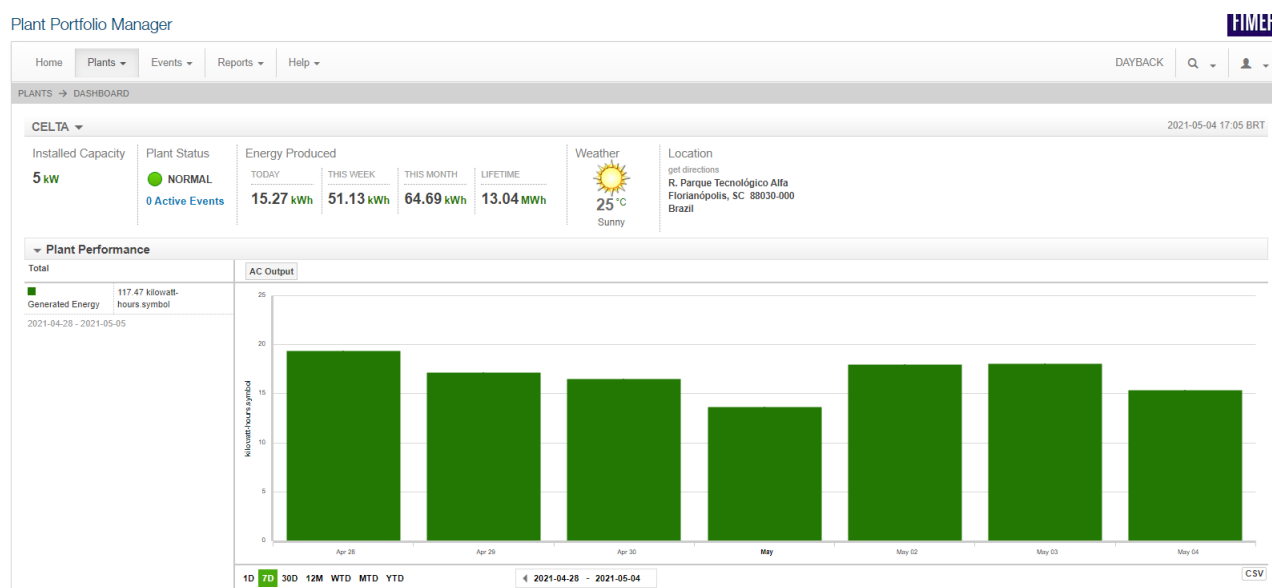 Plant Portfolio Manager
FIMER
Home Plants Events Reports Help DAYBACK
PLANTS → DASHBOARD
CELTA 2021-05-04 17:05 BRT
Installed Capacity Plant Status Energy Produced Weather Location
5 kW
NORMAL
0 Active Events
TODAY THIS WEEK THIS MONTH LIFETIME
15.27 kWh 51.13 kWh 64.69 kWh 13.04 MWh
25 °C
Sunny
get directions
R. Parque Tecnológico Alfa
Florianópolis, SC 88030-000
Brazil
Plant Performance
Total
Generated Energy
117.47 kilowatt-
hours.symbol
2021-04-28 - 2021-05-05
AC Output
kilowatt-hours.symbol
25
20
15
10
5
0
Apr 28 Apr 29 Apr 30 May May 02 May 03 May 04
1D 7D 30D 12M WTD MTD YTD 2021-04-28 - 2021-05-04 CSV